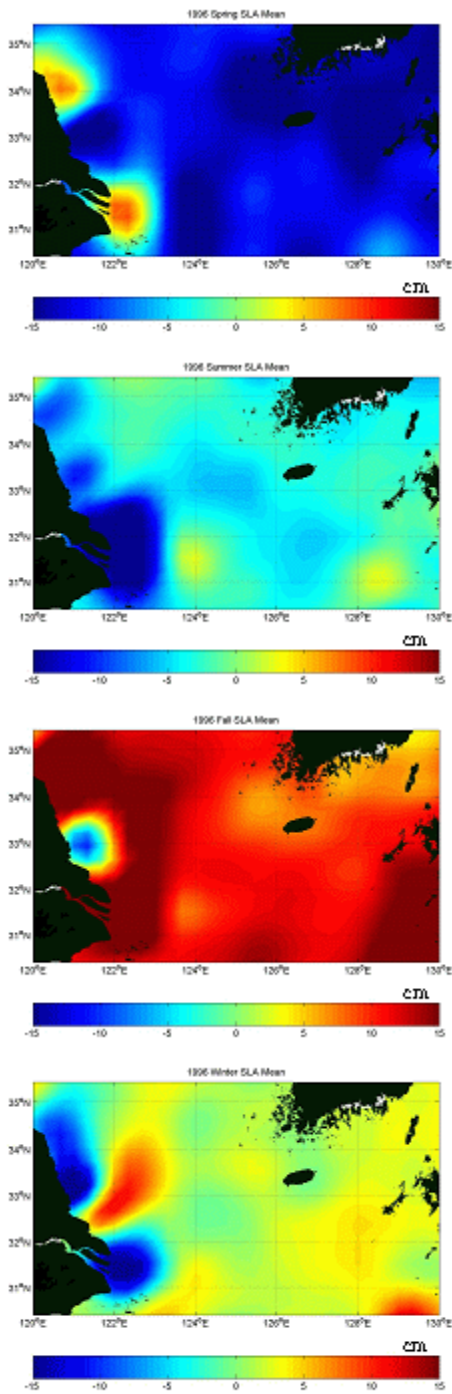 1996 Spring SLA Mean
35°N
34°N
33°N
32°N
31°N
120°E 122°E 124°E 126°E 128°E 130°E
cm
-15 -10 -5 0 5 10 15
1996 Summer SLA Mean
35°N
34°N
33°N
32°N
31°N
120°E 122°E 124°E 126°E 128°E 130°E
cm
-15 -10 -5 0 5 10 15
1996 Fall SLA Mean
35°N
34°N
33°N
32°N
31°N
120°E 122°E 124°E 126°E 128°E 130°E
cm
-15 -10 -5 0 5 10 15
1996 Winter SLA Mean
35°N
34°N
33°N
32°N
31°N
120°E 122°E 124°E 126°E 128°E 130°E
cm
-15 -10 -5 0 5 10 15